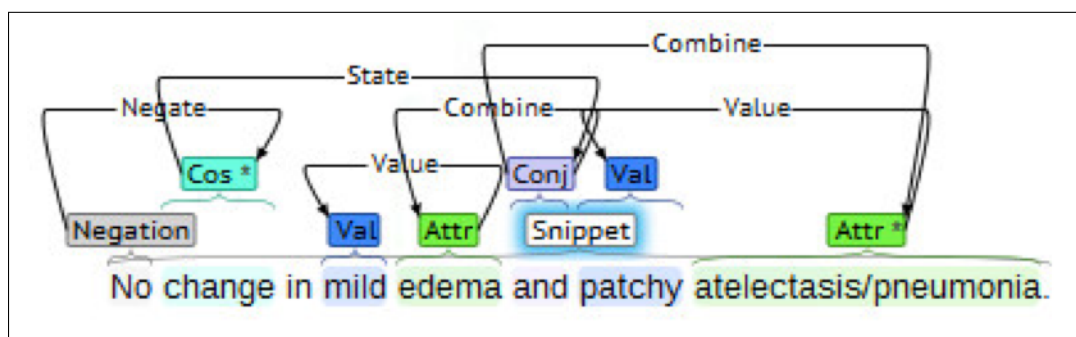 Combine
State
Negate Combine Value
Cos * Value Conj Val
Negation Val Attr Snippet Attr *
No change in mild edema and patchy atelectasis/pneumonia.